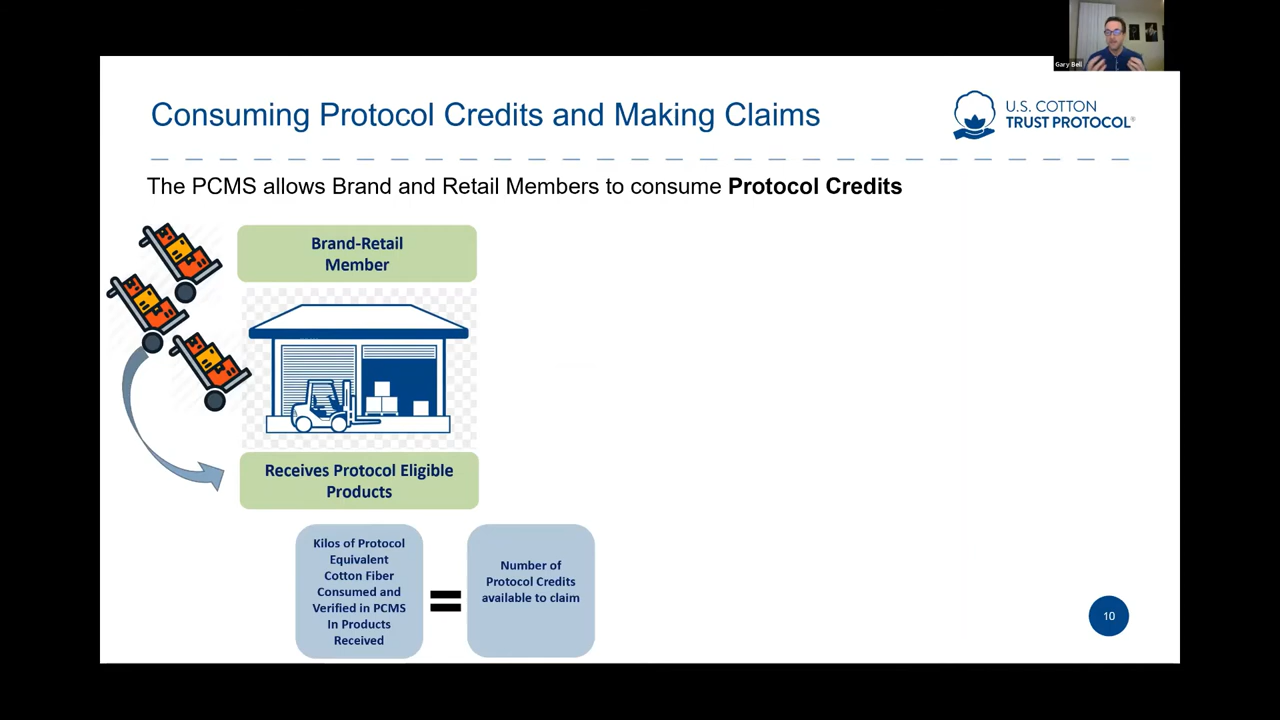 Gary Bell
Consuming Protocol Credits and Making Claims
U.S. COTTON
TRUST PROTOCOL®
The PCMS allows Brand and Retail Members to consume Protocol Credits
Brand-Retail
Member
Receives Protocol Eligible
Products
Kilos of Protocol
Equivalent
Cotton Fiber
Consumed and
Verified in PCMS
In Products
Received
=
Number of
Protocol Credits
available to claim
10